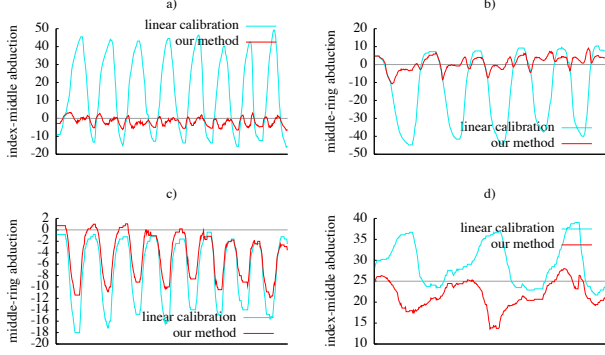 a)
index-middle abduction
50
40
30
20
10
0
-10
-20
linear calibration
our method
b)
middle-ring abduction
20
10
0
-10
-20
-30
-40
-50
linear calibration
our method
c)
middle-ring abduction
2
0
-2
-4
-6
-8
-10
-12
-14
-16
-18
-20
linear calibration
our method
d)
index-middle abduction
40
35
30
25
20
15
10
linear calibration
our method